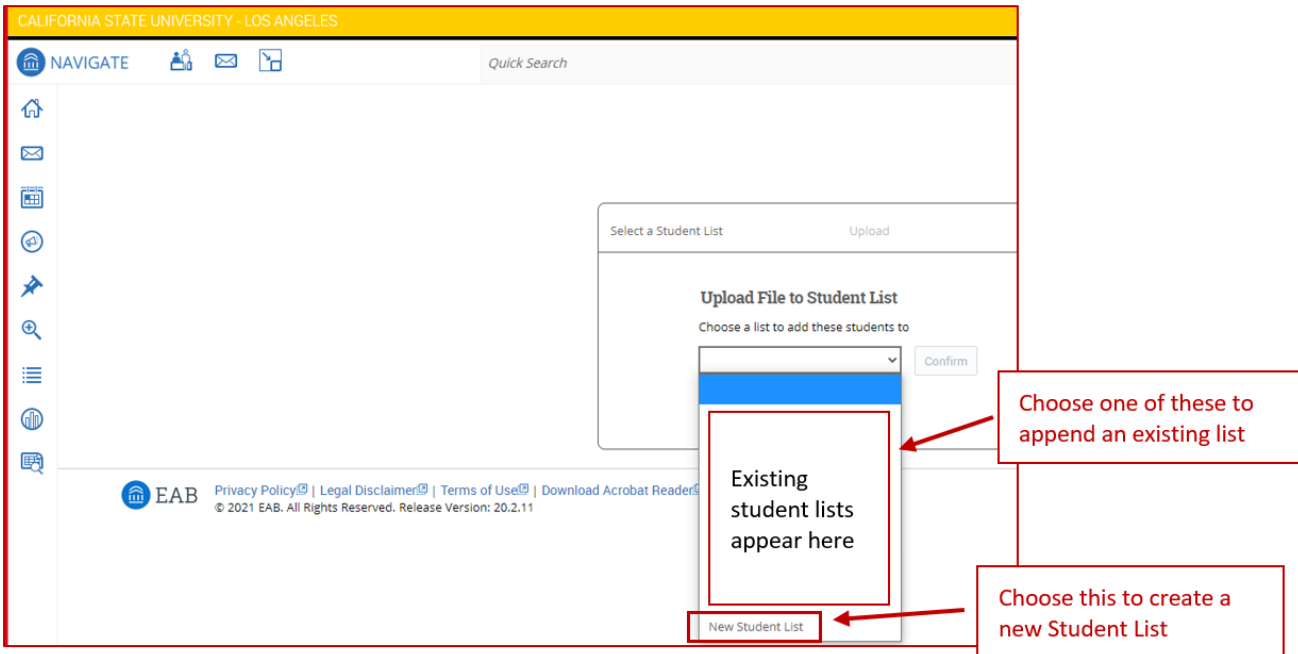 CALIFORNIA STATE UNIVERSITY - LOS ANGELES
NAVIGATE
Quick Search
Select a Student List
Upload
Upload File to Student List
Choose a list to add these students to
Confirm
Choose one of these to
append an existing list
Existing
student lists
appear here
EAB
Privacy Policy | Legal Disclaimer | Terms of Use | Download Acrobat Reader
© 2021 EAB. All Rights Reserved. Release Version: 20.2.11
New Student List
Choose this to create a
new Student List